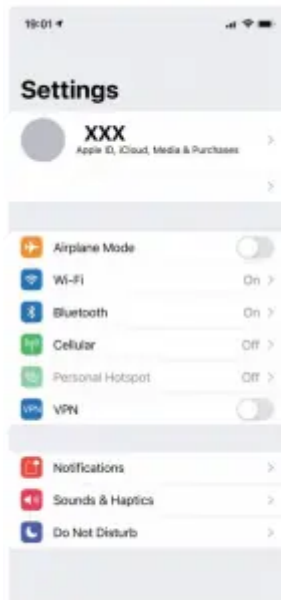 19:01
Settings
XXX
Apple ID, iCloud, Media & Purchases
Airplane Mode
Wi-Fi On
Bluetooth On
Cellular Off
Personal Hotspot Off
VPN VPN
Notifications
Sounds & Haptics
Do Not Disturb